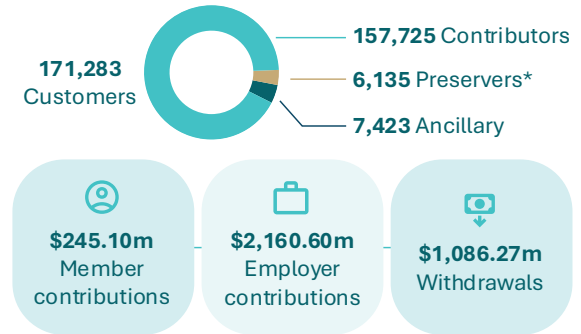 171,283
Customers
157,725 Contributors
6,135 Preservers*
7,423 Ancillary
$245.10m
Member
contributions
$2,160.60m
Employer
contributions
$1,086.27m
Withdrawals